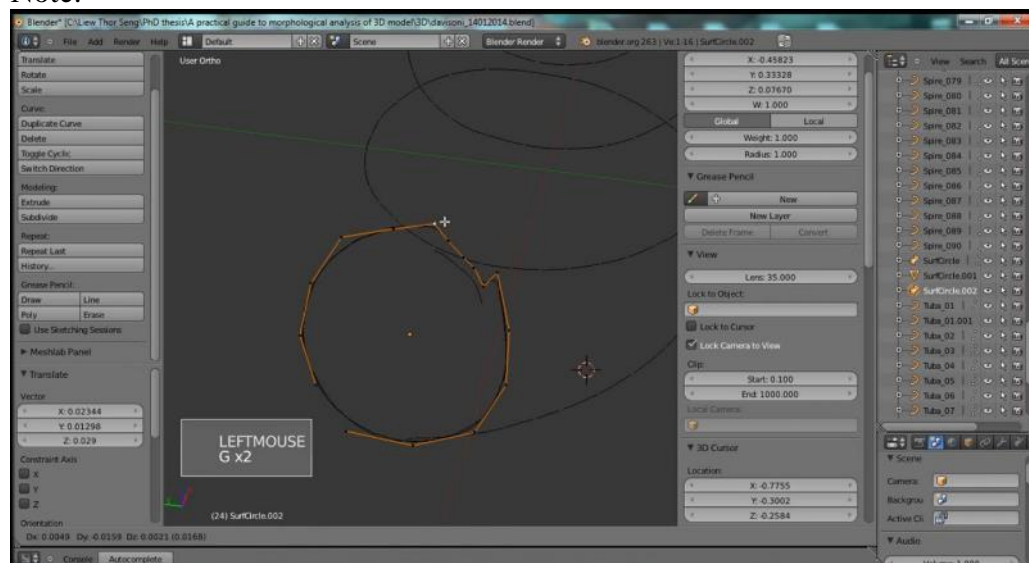 Blender* [C:\Liew Thor Seng\PhD thesis\A practical guide to morphological analysis of 3D model\3D\davisoni_14012014.blend]
File Add Render Help Default Scene Blender Render blender.org 263 | Ve:1-16 | SurfCircle.002
View Search All Scen
Translate
Rotate
Scale
Curve:
Duplicate Curve
Delete
Toggle Cyclic
Switch Direction
Modeling:
Extrude
Subdivide
Repeat:
Repeat Last
History...
Grease Pencil:
Draw Line
Poly Erase
Use Sketching Sessions
Meshlab Panel
Translate
Vector
X: 0.02344
Y: 0.01298
Z: 0.029
Constraint Axis
X
Y
Z
Orientation
User Ortho
LEFTMOUSE
G x2
(24) SurfCircle.002
X: -0.45823
Y: 0.33328
Z: 0.07670
W: 1.000
Global Local
Weight: 1.000
Radius: 1.000
Grease Pencil
New
New Layer
Delete Frame Convert
View
Lens: 35.000
Lock to Object:
Lock to Cursor
Lock Camera to View
Clip:
Start: 0.100
End: 1000.000
Local Camera:
3D Cursor
Location:
X: -0.7755
Y: -0.3002
Z: -0.2584
Spire_079
Spire_080
Spire_081
Spire_082
Spire_083
Spire_084
Spire_085
Spire_086
Spire_087
Spire_088
Spire_089
Spire_090
SurfCircle
SurfCircle.001
SurfCircle.002
Tuba_01
Tuba_01.001
Tuba_02
Tuba_03
Tuba_04
Tuba_05
Tuba_06
Tuba_07
Scene
Camera:
Backgrou
Active Cli
Audio
Volume: 1.000
Dx: 0.0049 Dy: -0.0159 Dz: 0.0021 (0.0168)
Console Autocomplete